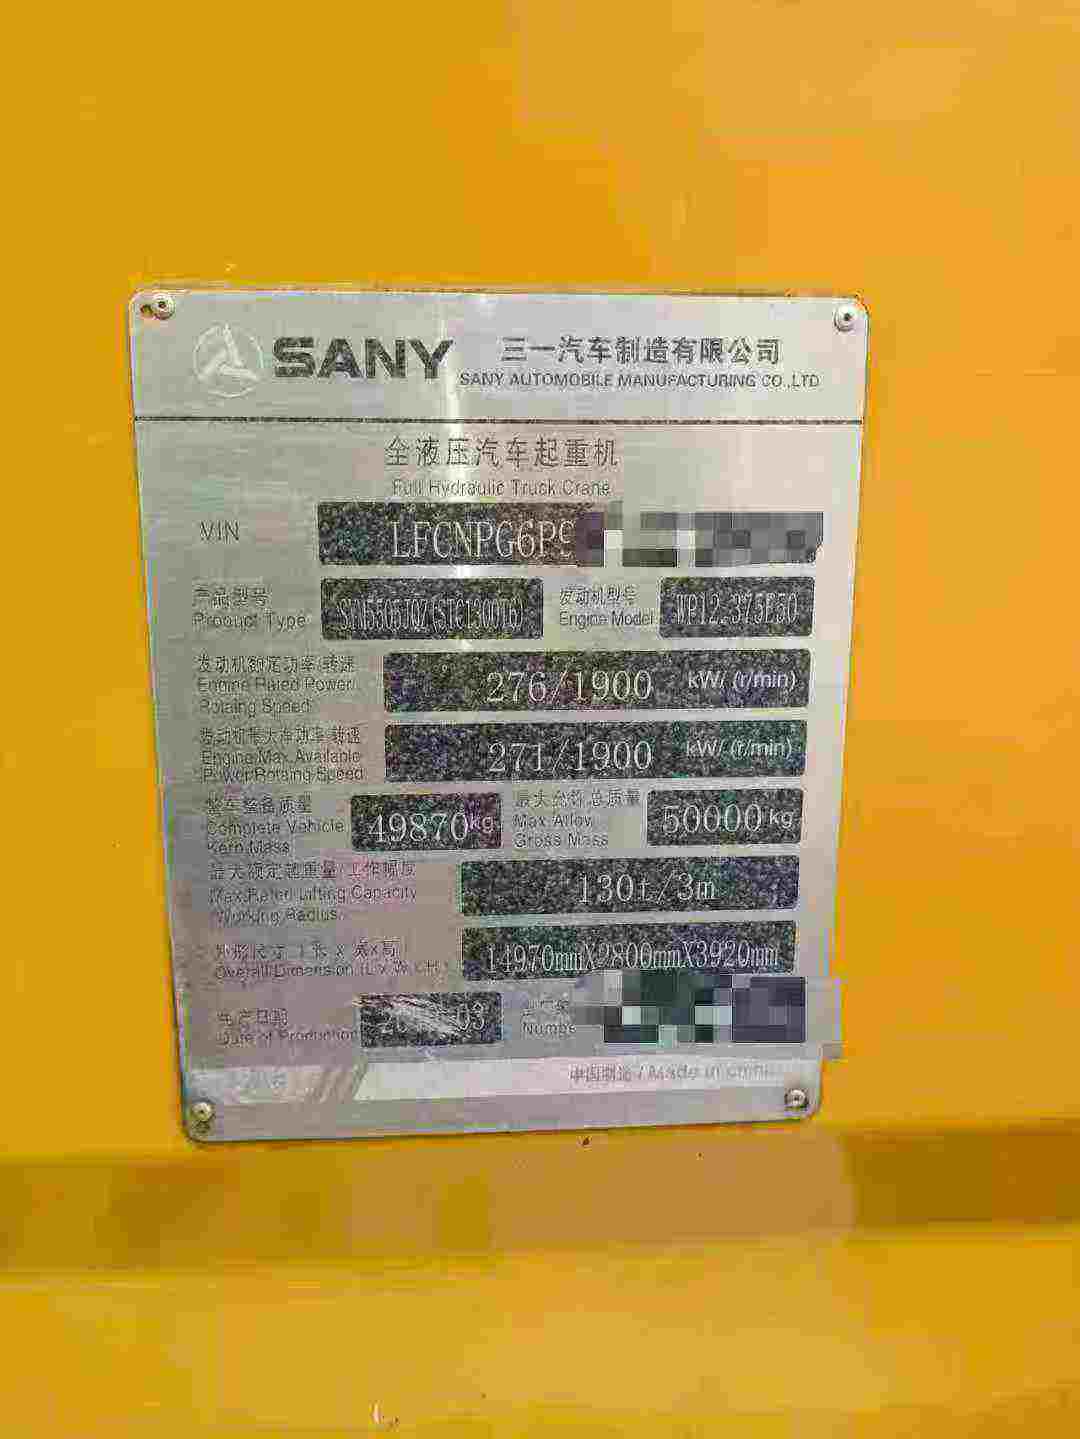 SANY 三一汽车制造有限公司
SANY AUTOMOBILE MANUFACTURING CO.,LTD
全液压汽车起重机
Full Hydraulic Truck Crane
VIN LFCNPG6P9
产品型号 SYM5505JQZ(STC1300T6) 发动机型号 WP12.375E50
Product Type Engine Model
发动机额定功率/转速
Engine Rated Power 276/1900 kW/ (r/min)
Rotaing Speed
发动机最大净功率/转速
Engine Max.Available 271/1900 kW/ (r/min)
Power/Rotaing Speed
整车整备质量 最大允许总质量
Complete Vehicle 49870kg Max.Allow. 50000kg
Kern Mass Gross Mass
最大额定起重量/工作幅度
Max.Rated Lifting Capacity 130t/3m
/Working Radius
外形尺寸(长×宽×高)
Overall Dimension (L×W×H) 14970mmX2800mmX3920mm
生产日期 03
Date of Production Numbe
中国制造 / Made in China